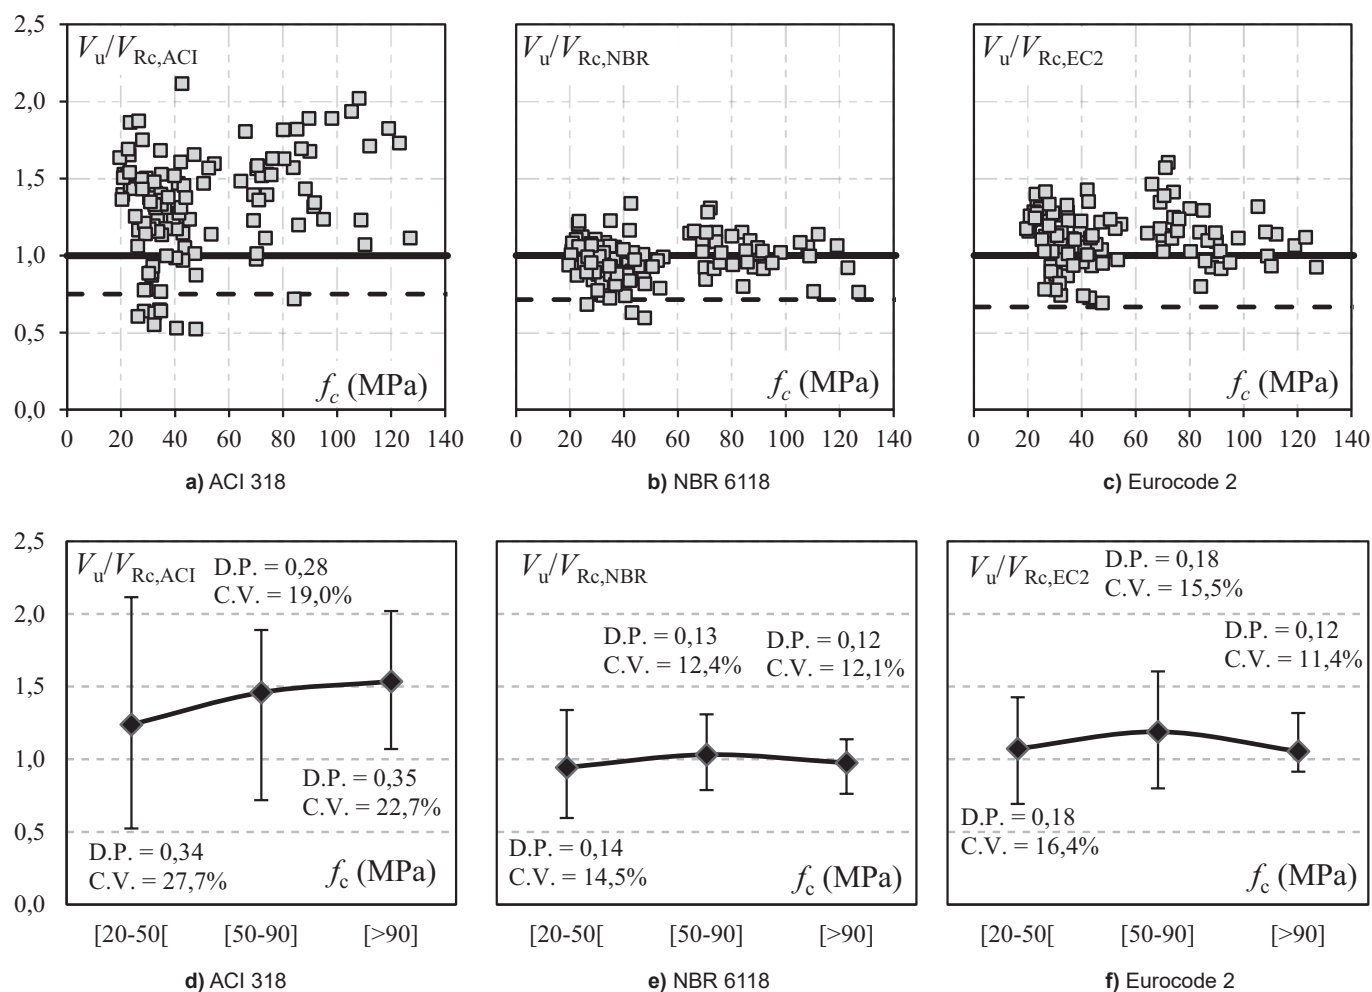 2,5
2,0
1,5
1,0
0,5
0,0
Vu/VRc,ACI
fc (MPa)
0 20 40 60 80 100 120 140
a) ACI 318
Vu/VRc,NBR
fc (MPa)
0 20 40 60 80 100 120 140
b) NBR 6118
Vu/VRc,EC2
fc (MPa)
0 20 40 60 80 100 120 140
c) Eurocode 2
2,5
2,0
1,5
1,0
0,5
0,0
Vu/VRc,ACI
D.P. = 0,28
C.V. = 19,0%
D.P. = 0,35
C.V. = 22,7%
D.P. = 0,34
C.V. = 27,7%
fc (MPa)
[20-50[ [50-90] [>90]
d) ACI 318
Vu/VRc,NBR
D.P. = 0,13
C.V. = 12,4%
D.P. = 0,12
C.V. = 12,1%
D.P. = 0,14
C.V. = 14,5%
fc (MPa)
[20-50[ [50-90] [>90]
e) NBR 6118
Vu/VRc,EC2
D.P. = 0,18
C.V. = 15,5%
D.P. = 0,12
C.V. = 11,4%
D.P. = 0,18
C.V. = 16,4%
fc (MPa)
[20-50[ [50-90] [>90]
f) Eurocode 2